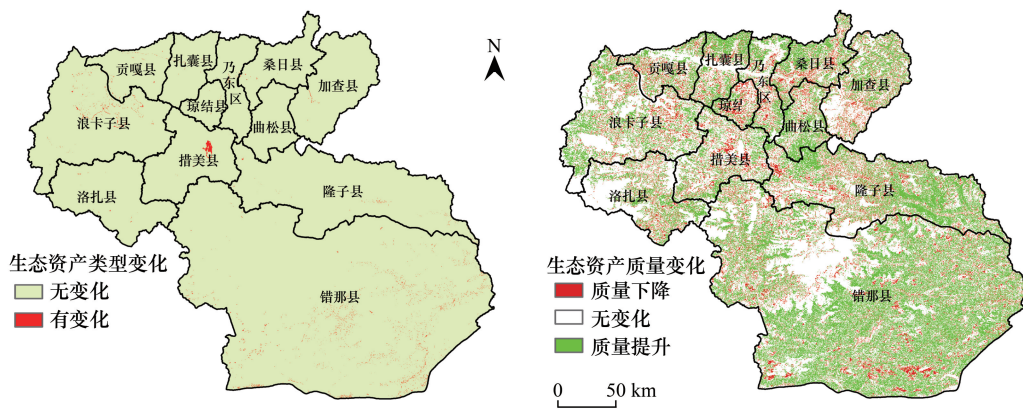 贡嘎县
扎囊县
乃东区
桑日县
加查县
琼结县
浪卡子县
曲松县
措美县
洛扎县
隆子县
错那县
生态资产类型变化
无变化
有变化
N
贡嘎县
扎囊县
乃东区
桑日县
加查县
琼结
浪卡子县
曲松县
措美县
洛扎县
隆子县
错那县
生态资产质量变化
质量下降
无变化
质量提升
0 50 km